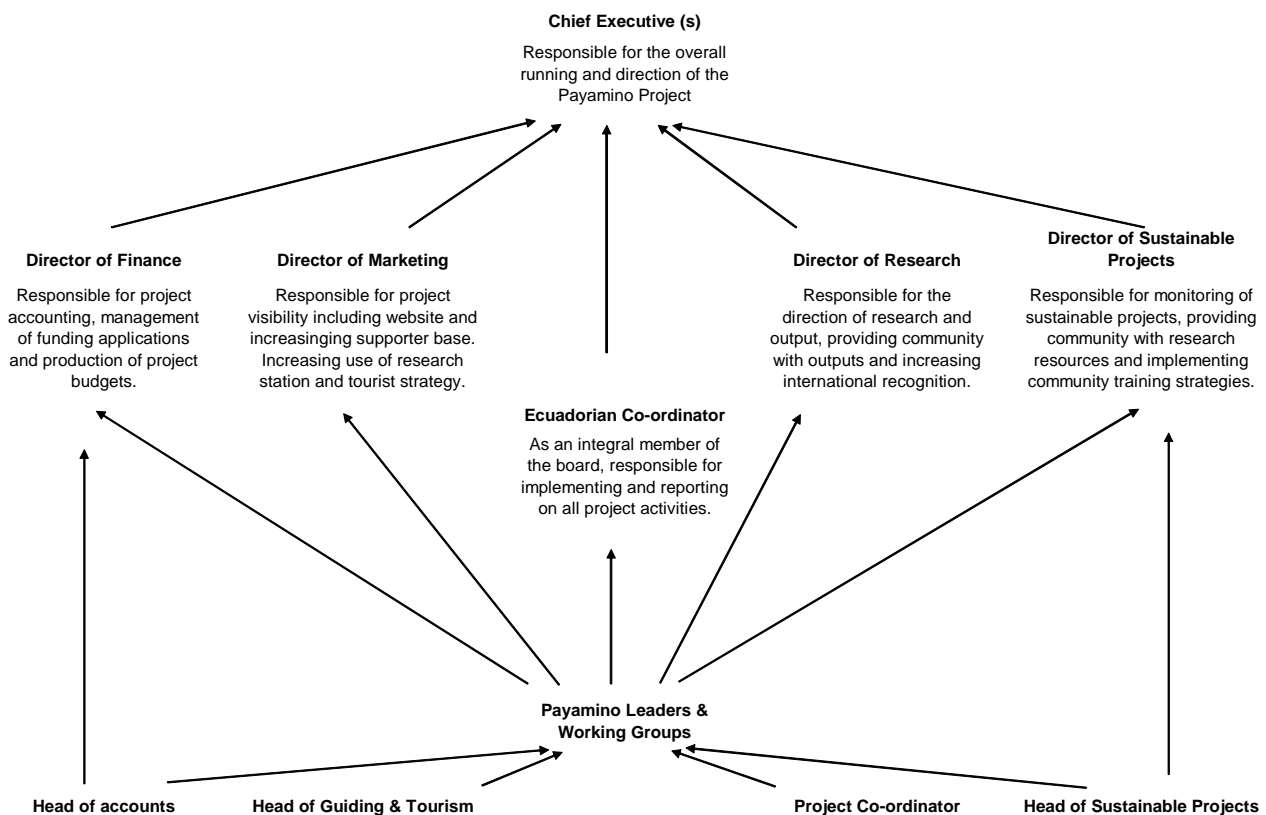 Chief Executive (s)
Responsible for the overall
running and direction of the
Payamino Project
Director of Finance
Responsible for project
accounting, management
of funding applications
and production of project
budgets.
Director of Marketing
Responsible for project
visibility including website and
increasinging supporter base.
Increasing use of research
station and tourist strategy.
Ecuadorian Co-ordinator
As an integral member of
the board, responsible for
implementing and reporting
on all project activities.
Director of Research
Responsible for the
direction of research and
output, providing community
with outputs and increasing
international recognition.
Director of Sustainable
Projects
Responsible for monitoring of
sustainable projects, providing
community with research
resources and implementing
community training strategies.
Payamino Leaders &
Working Groups
Head of accounts
Head of Guiding & Tourism
Project Co-ordinator
Head of Sustainable Projects